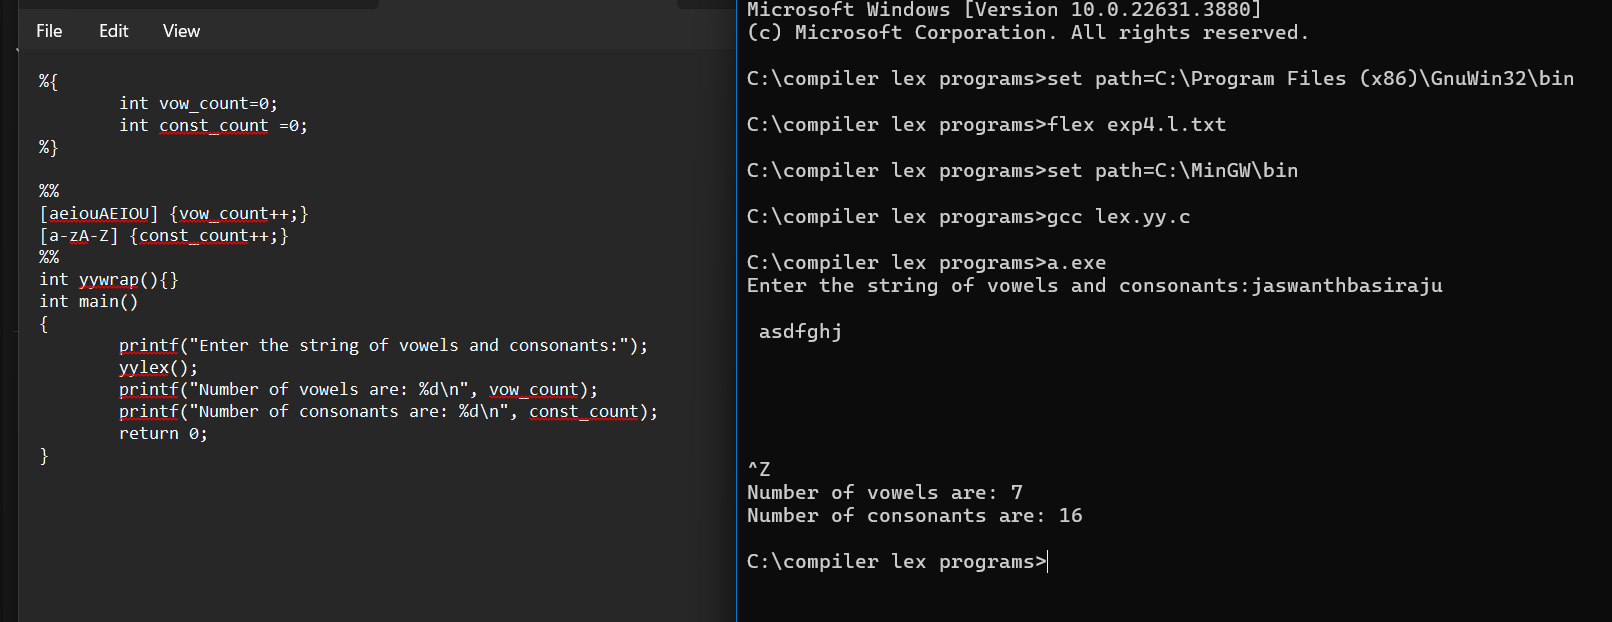 File Edit View
%{
int vow_count=0;
int const_count =0;
%}
%%
[aeiouAEIOU] {vow_count++;}
[a-zA-Z] {const_count++;}
%%
int yywrap(){}
int main()
{
printf("Enter the string of vowels and consonants:");
yylex();
printf("Number of vowels are: %d\n", vow_count);
printf("Number of consonants are: %d\n", const_count);
return 0;
}
Microsoft Windows [Version 10.0.22631.3880]
(c) Microsoft Corporation. All rights reserved.
C:\compiler lex programs>set path=C:\Program Files (x86)\GnuWin32\bin
C:\compiler lex programs>flex exp4.l.txt
C:\compiler lex programs>set path=C:\MinGW\bin
C:\compiler lex programs>gcc lex.yy.c
C:\compiler lex programs>a.exe
Enter the string of vowels and consonants:jaswanthbasiraju
asdfghj
^Z
Number of vowels are: 7
Number of consonants are: 16
C:\compiler lex programs>